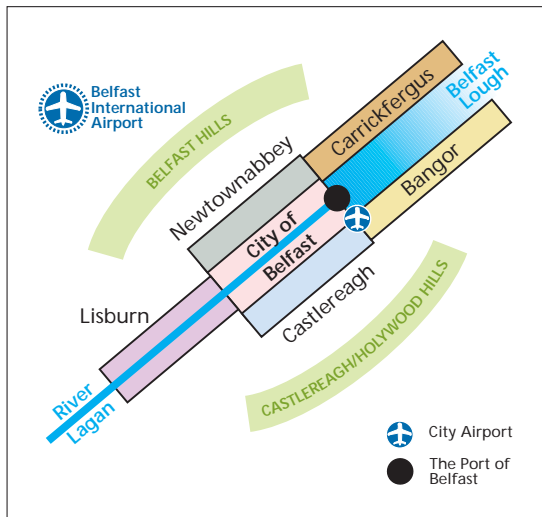 Belfast
International
Airport
BELFAST HILLS
Newtownabbey
Carrickfergus
Belfast
Lough
Bangor
City of
Belfast
Castlereagh
Lisburn
CASTLEREAGH/HOLYWOOD HILLS
River
Lagan
City Airport
The Port of
Belfast